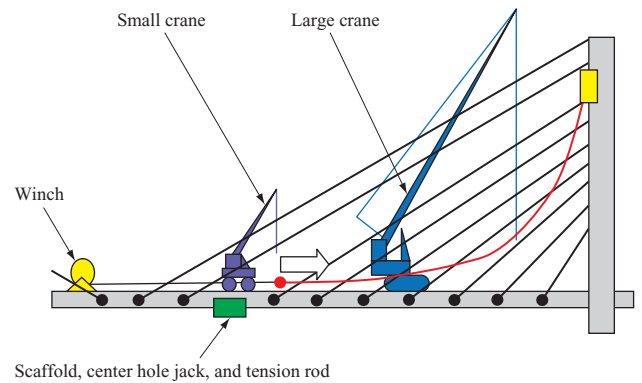 Small crane
Large crane
Winch
Scaffold, center hole jack, and tension rod